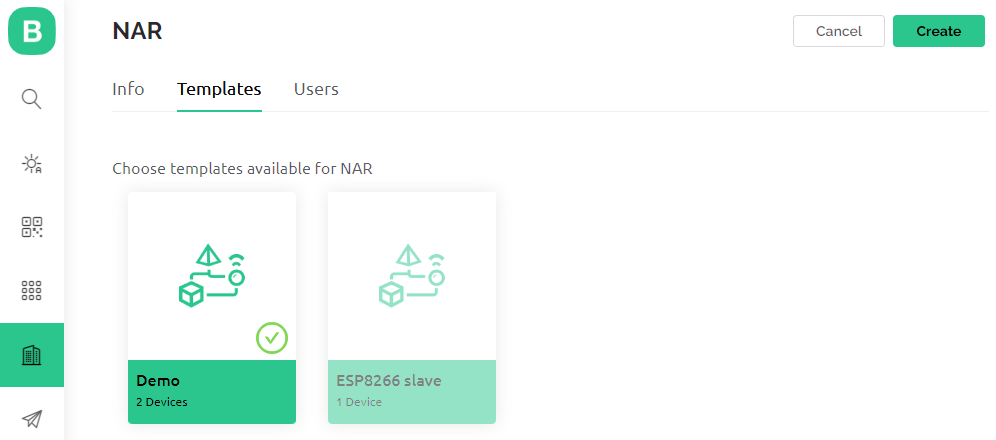 B
NAR
Cancel
Create
Info
Templates
Users
Choose templates available for NAR
Demo
2 Devices
ESP8266 slave
1 Device